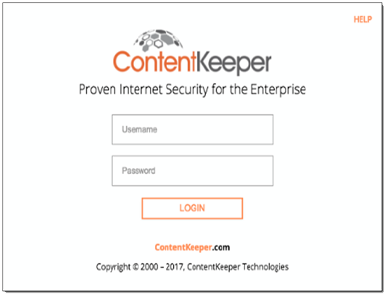 HELP
ContentKeeper
Proven Internet Security for the Enterprise
Username
Password
LOGIN
ContentKeeper.com
Copyright © 2000 – 2017, ContentKeeper Technologies